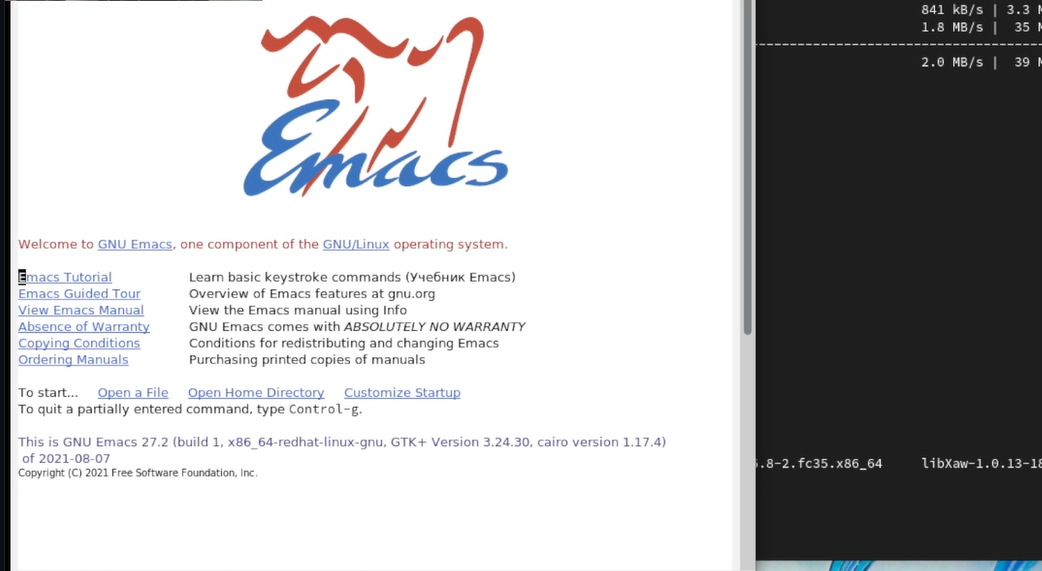 841 kB/s | 3.3 M
1.8 MB/s | 35 M
--------------------------------------------
2.0 MB/s | 39 M
Emacs
Welcome to GNU Emacs, one component of the GNU/Linux operating system.
Emacs Tutorial Learn basic keystroke commands (Учебник Emacs)
Emacs Guided Tour Overview of Emacs features at gnu.org
View Emacs Manual View the Emacs manual using Info
Absence of Warranty GNU Emacs comes with ABSOLUTELY NO WARRANTY
Copying Conditions Conditions for redistributing and changing Emacs
Ordering Manuals Purchasing printed copies of manuals
To start... Open a File Open Home Directory Customize Startup
To quit a partially entered command, type Control-g.
This is GNU Emacs 27.2 (build 1, x86_64-redhat-linux-gnu, GTK+ Version 3.24.30, cairo version 1.17.4)
of 2021-08-07
Copyright (C) 2021 Free Software Foundation, Inc.
.8-2.fc35.x86_64 libXaw-1.0.13-18